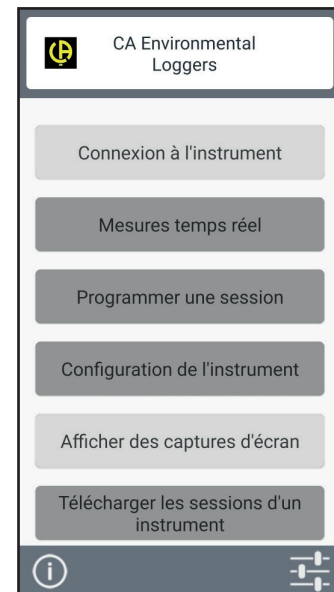 CA Environmental
Loggers
Connexion à l'instrument
Mesures temps réel
Programmer une session
Configuration de l'instrument
Afficher des captures d'écran
Télécharger les sessions d'un
instrument